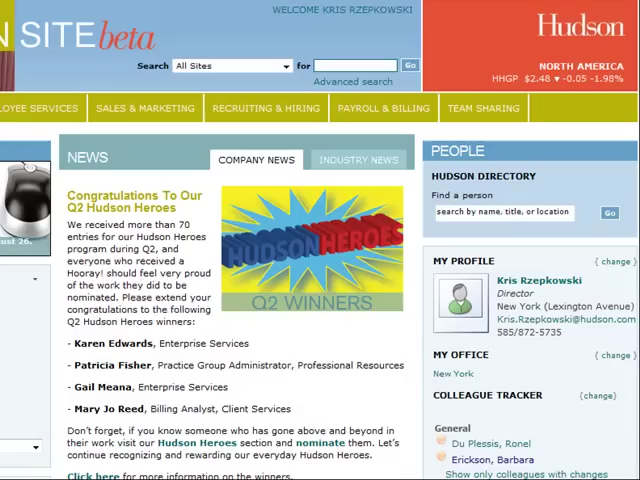 N SITE beta
WELCOME KRIS RZEPKOWSKI
Search All Sites for Go
Advanced search
Hudson
NORTH AMERICA
HHGP $2.48 ▼ -0.05 -1.98%
LOYEE SERVICES SALES & MARKETING RECRUITING & HIRING PAYROLL & BILLING TEAM SHARING
NEWS
COMPANY NEWS INDUSTRY NEWS
Congratulations To Our
Q2 Hudson Heroes
We received more than 70
entries for our Hudson Heroes
program during Q2, and
everyone who received a
Hooray! should feel very proud
of the work they did to be
nominated. Please extend your
congratulations to the following
Q2 Hudson Heroes winners:
HUDSONHEROES
Q2 WINNERS
- Karen Edwards, Enterprise Services
- Patricia Fisher, Practice Group Administrator, Professional Resources
- Gail Meana, Enterprise Services
- Mary Jo Reed, Billing Analyst, Client Services
Don't forget, if you know someone who has gone above and beyond in
their work visit our Hudson Heroes section and nominate them. Let's
continue recognizing and rewarding our everyday Hudson Heroes.
Click here for more information on the winners.
gust 26.
PEOPLE
HUDSON DIRECTORY
Find a person
search by name, title, or location Go
MY PROFILE { change }
Kris Rzepkowski
Director
New York (Lexington Avenue)
Kris.Rzepkowski@hudson.com
585/872-5735
MY OFFICE { change }
New York
COLLEAGUE TRACKER {change}
General
Du Plessis, Ronel
Erickson, Barbara
Show only colleagues with changes